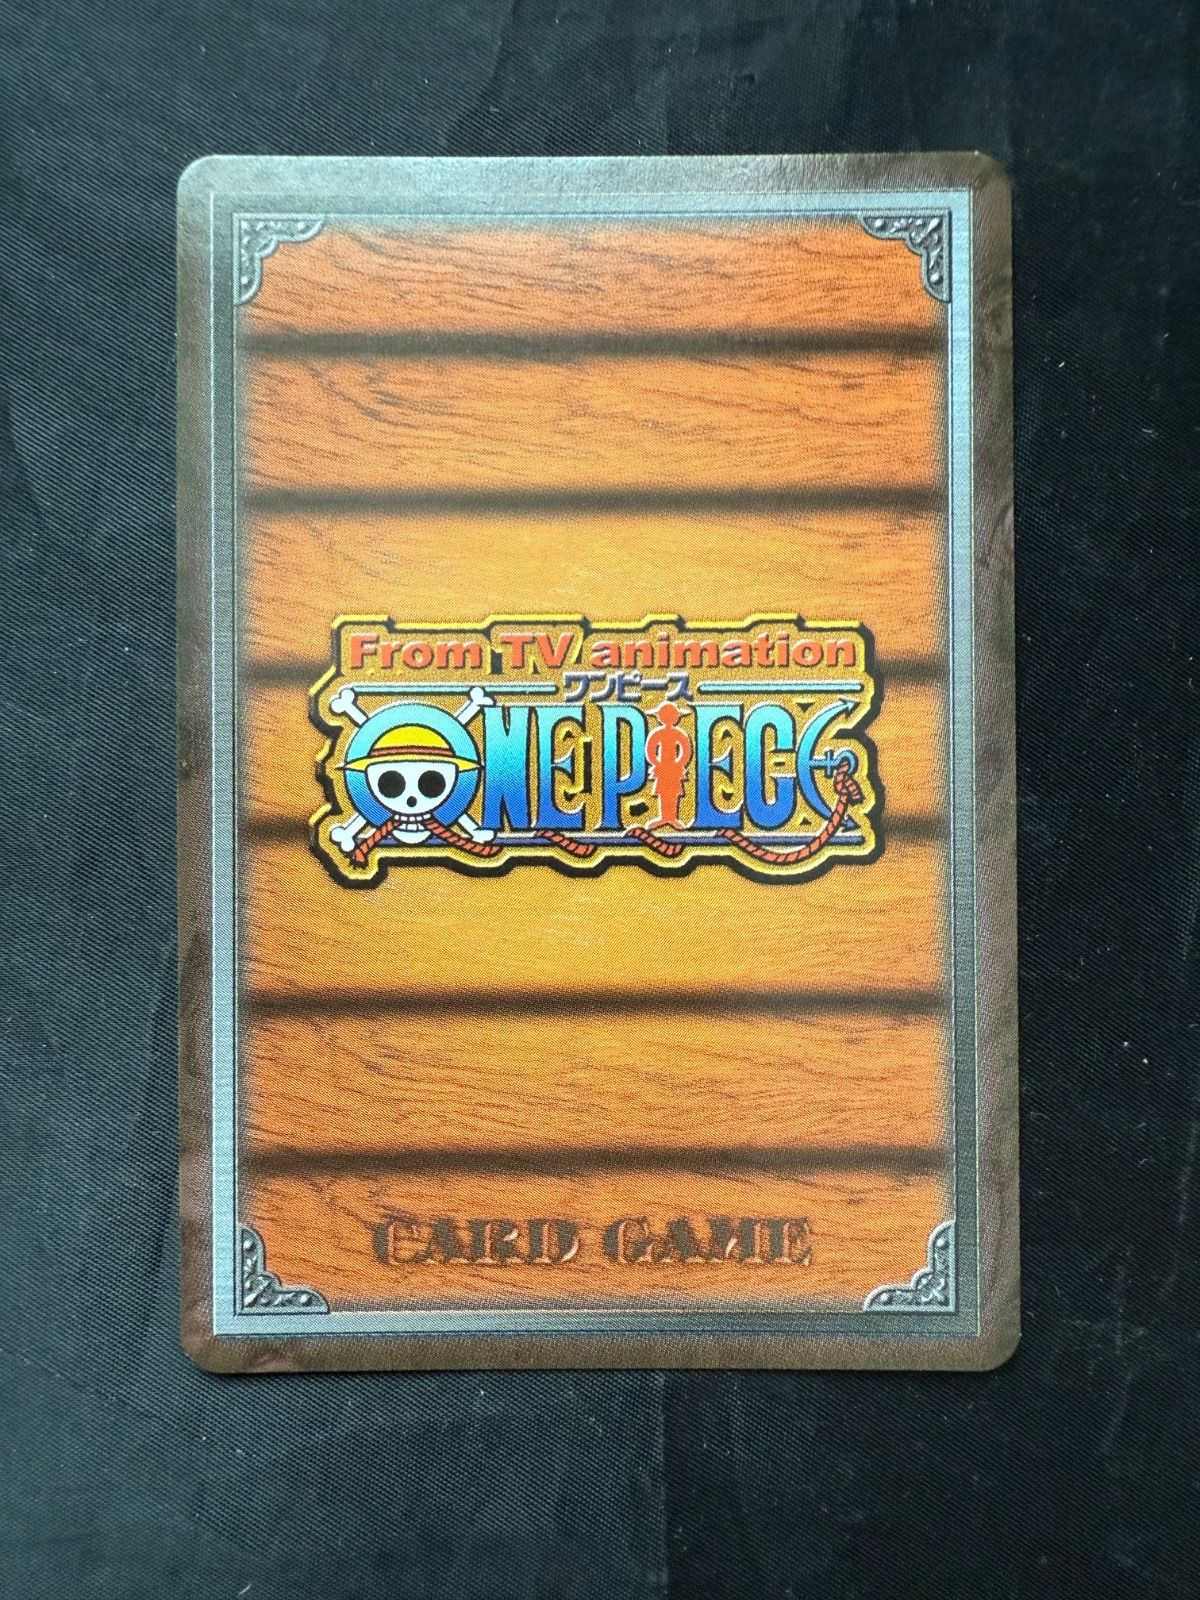 From TV animation
ワンピース
ONE PIECE
CARD GAME